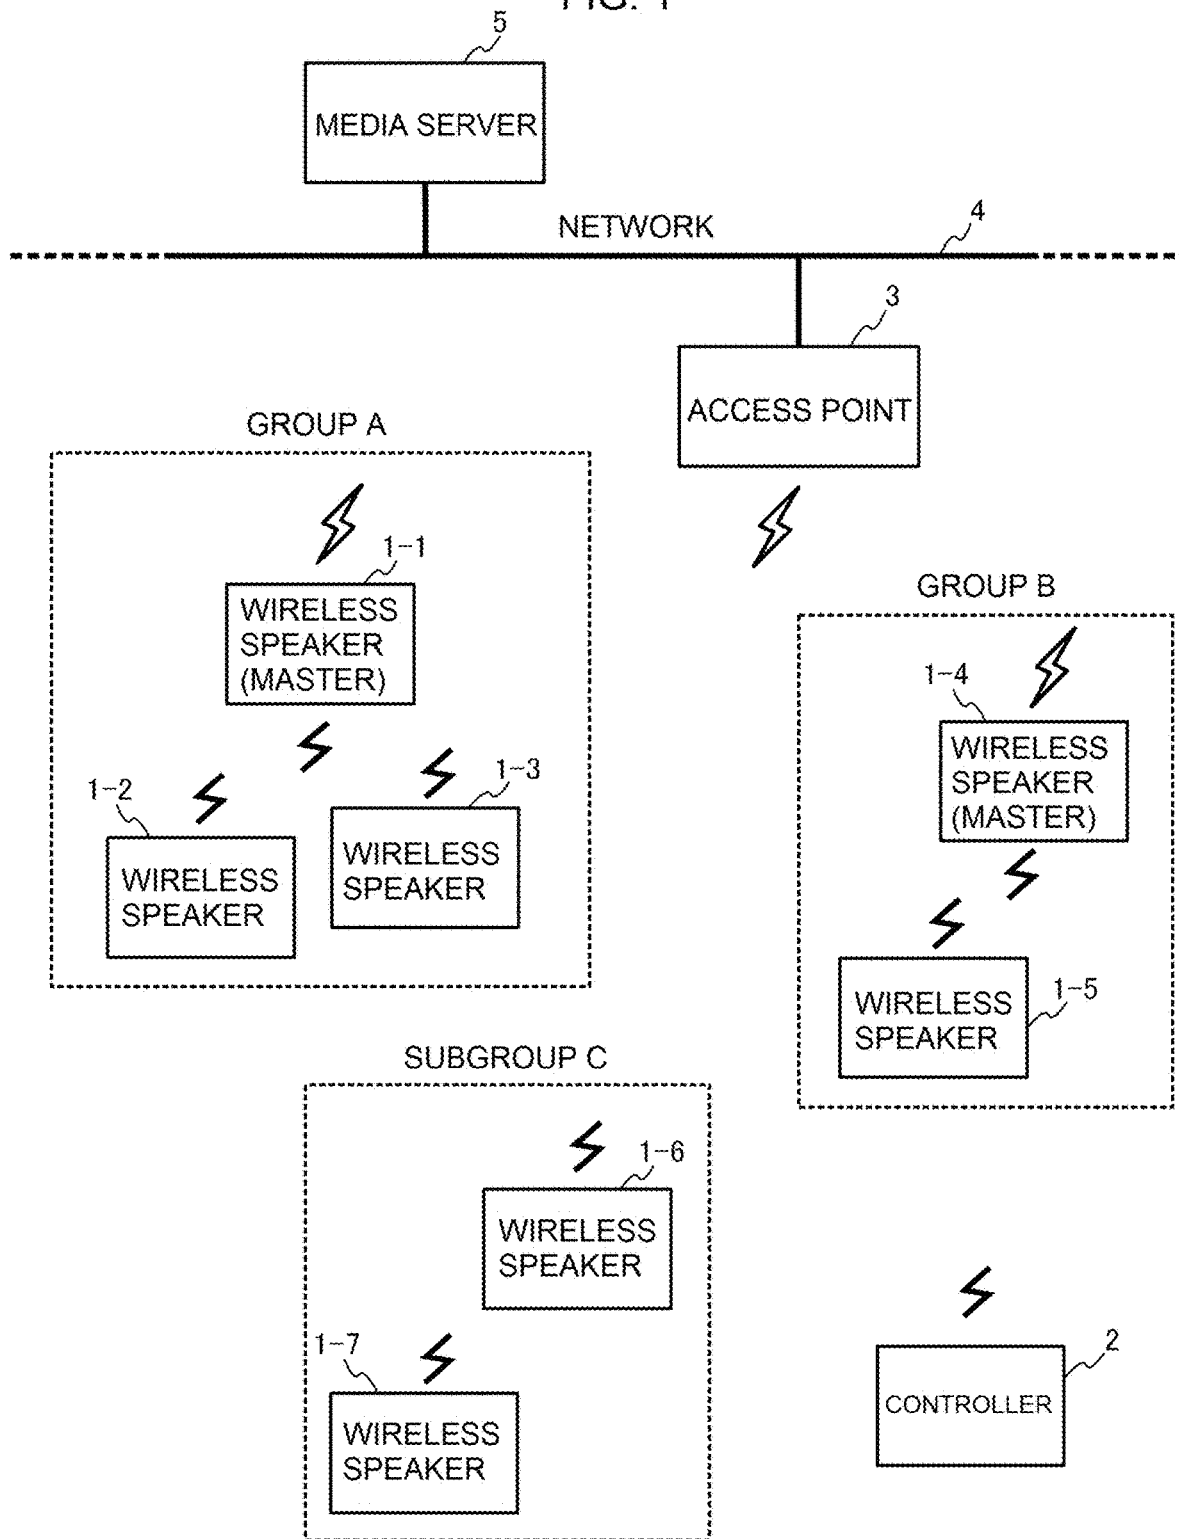 5
MEDIA SERVER
NETWORK
4
3
ACCESS POINT
GROUP A
1-1
WIRELESS
SPEAKER
(MASTER)
GROUP B
1-4
WIRELESS
SPEAKER
(MASTER)
1-2
WIRELESS
SPEAKER
1-3
WIRELESS
SPEAKER
1-5
WIRELESS
SPEAKER
SUBGROUP C
1-6
WIRELESS
SPEAKER
1-7
WIRELESS
SPEAKER
2
CONTROLLER